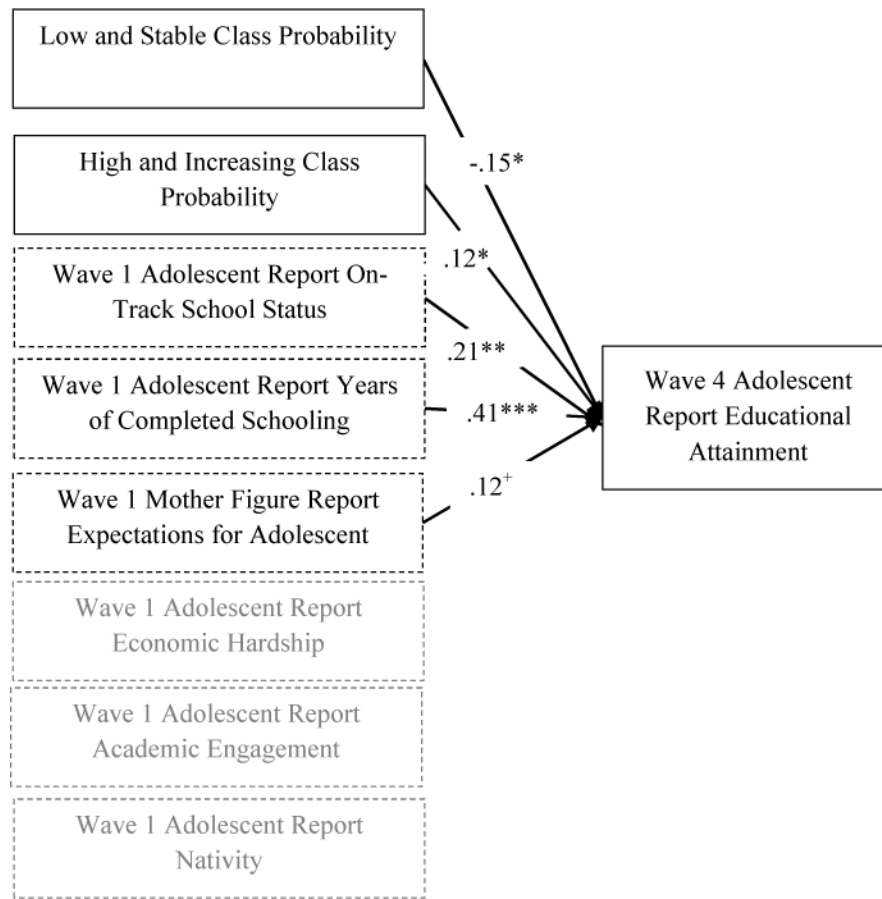 Low and Stable Class Probability
High and Increasing Class
Probability
Wave 1 Adolescent Report On-
Track School Status
Wave 1 Adolescent Report Years
of Completed Schooling
Wave 1 Mother Figure Report
Expectations for Adolescent
Wave 1 Adolescent Report
Economic Hardship
Wave 1 Adolescent Report
Academic Engagement
Wave 1 Adolescent Report
Nativity
-.15*
.12*
.21**
.41***
.12+
Wave 4 Adolescent
Report Educational
Attainment